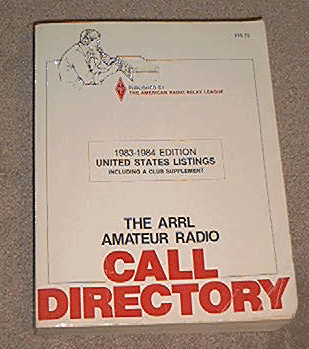 PUBLISHED BY:
THE AMERICAN RADIO RELAY LEAGUE
1983-1984 EDITION
UNITED STATES LISTINGS
INCLUDING A CLUB SUPPLEMENT
THE ARRL
AMATEUR RADIO
CALL
DIRECTORY